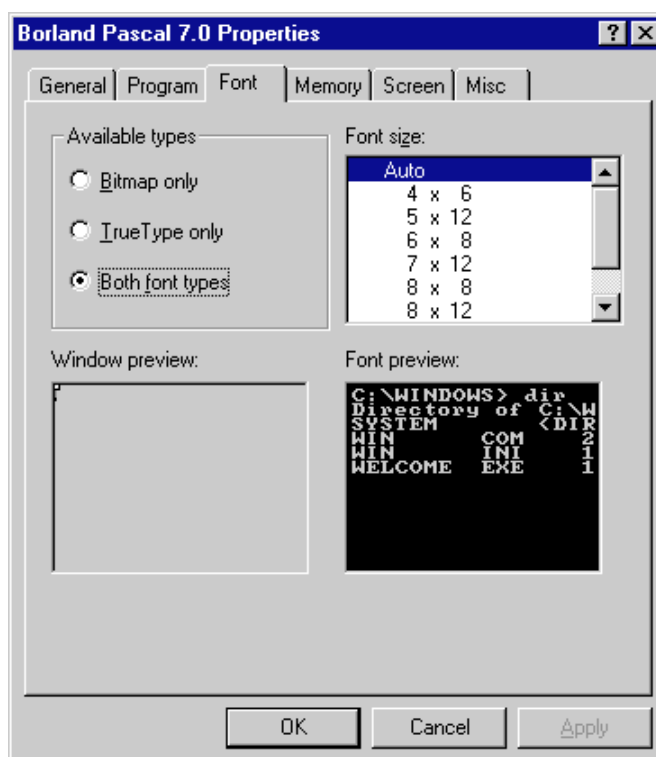 Borland Pascal 7.0 Properties
General Program Font Memory Screen Misc
Available types
Bitmap only
TrueType only
Both font types
Font size:
Auto
4 x 6
5 x 12
6 x 8
7 x 12
8 x 8
8 x 12
Window preview:
Font preview:
C:\WINDOWS> dir
Directory of C:\W
SYSTEM <DIR
WIN COM 2
WIN INI 1
WELCOME EXE 1
OK Cancel Apply